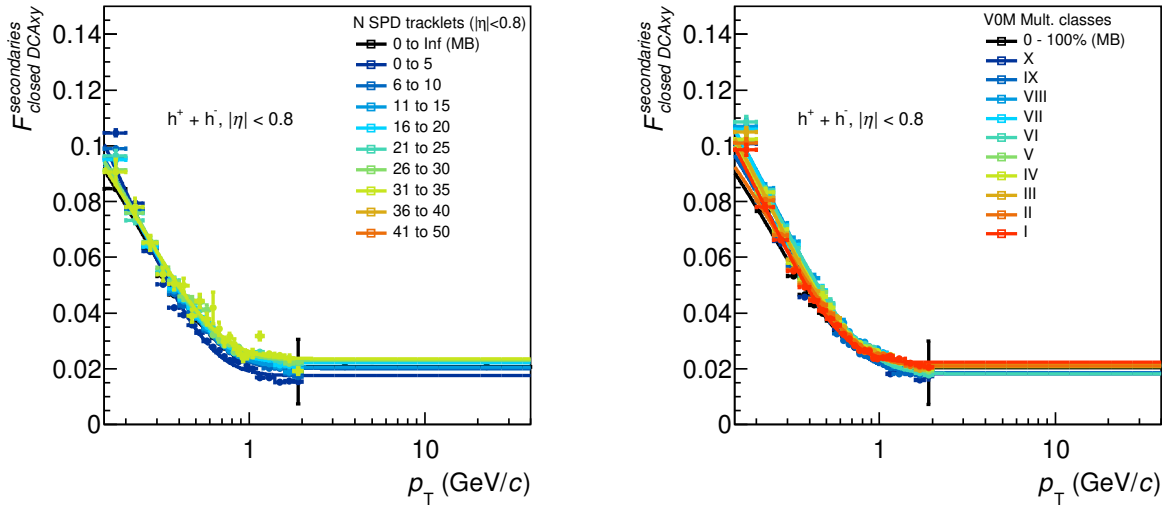 F^{secondaries}_{closed DCAxy}
N SPD tracklets (|η|<0.8)
0 to Inf (MB)
0 to 5
6 to 10
11 to 15
16 to 20
21 to 25
26 to 30
31 to 35
36 to 40
41 to 50
h⁺ + h⁻, |η| < 0.8
0.14
0.12
0.1
0.08
0.06
0.04
0.02
0
1
10
p_T (GeV/c)
F^{secondaries}_{closed DCAxy}
V0M Mult. classes
0 - 100% (MB)
X
IX
VIII
VII
VI
V
IV
III
II
I
h⁺ + h⁻, |η| < 0.8
0.14
0.12
0.1
0.08
0.06
0.04
0.02
0
1
10
p_T (GeV/c)